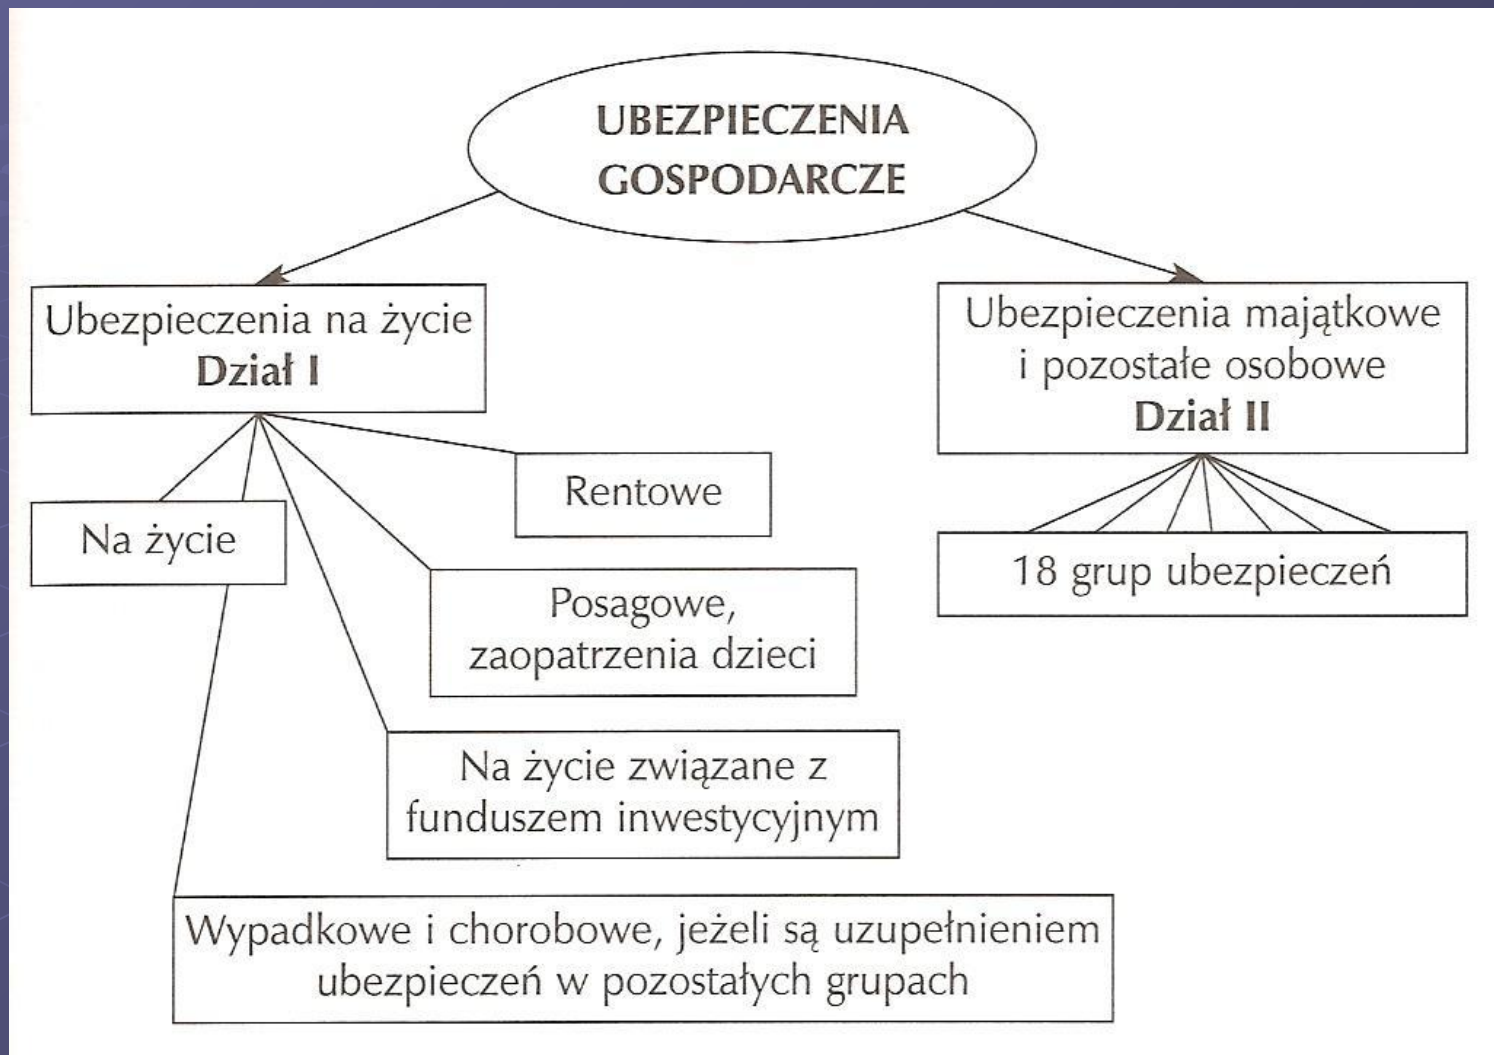 UBEZPIECZENIA
GOSPODARCZE
Ubezpieczenia na życie
Dział I
Ubezpieczenia majątkowe
i pozostałe osobowe
Dział II
Rentowe
Na życie
18 grup ubezpieczeń
Posagowe,
zaopatrzenia dzieci
Na życie związane z
funduszem inwestycyjnym
Wypadkowe i chorobowe, jeżeli są uzupełnieniem
ubezpieczeń w pozostałych grupach